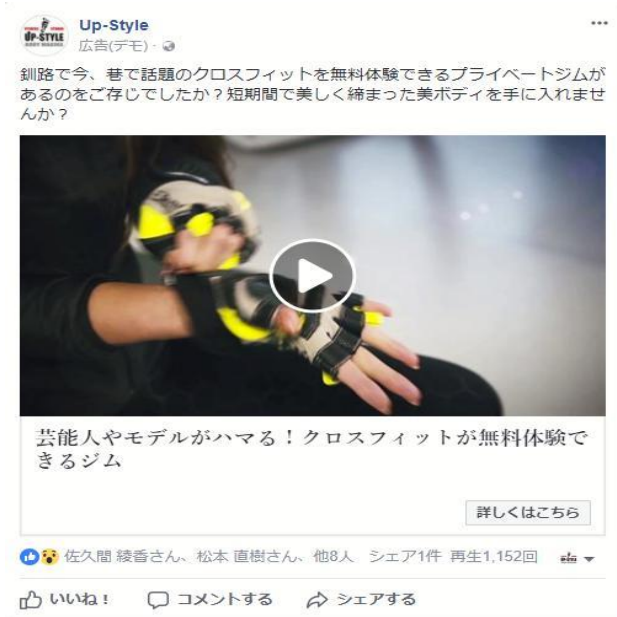 Up-Style
広告(デモ)·
釧路で今、巷で話題のクロスフィットを無料体験できるプライベートジムが
あるのをご存じでしたか？短期間で美しく締まった美ボディを手に入れませ
んか？
UP-STYLE
芸能人やモデルがハマる！クロスフィットが無料体験で
きるジム
詳しくはこちら
佐久間 綾香さん、松本 直樹さん、他8人 シェア1件 再生1,152回
いいね！ コメントする シェアする